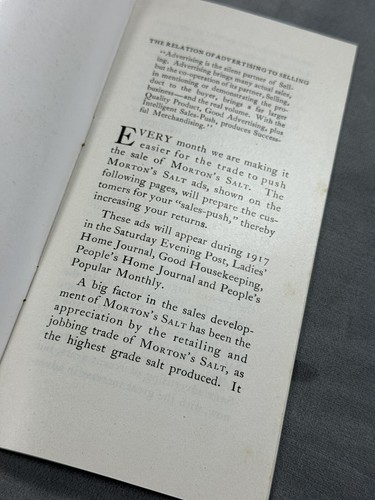 THE RELATION OF ADVERTISING TO SELLING
"Advertising is the silent partner of Sell-
ing. Advertising brings many actual sales,
but the co-operation of its partner, Selling,
in mentioning or demonstrating the pro-
duct to the buyer, brings a far larger
business—and the real volume. With the
Quality Product, Good Advertising, plus
Intelligent Sales-Push, produces Success-
ful Merchandising."
EVERY month we are making it
easier for the trade to push
the sale of MORTON'S SALT. The
MORTON'S SALT ads, shown on the
following pages, will prepare the cus-
tomers for your "sales-push," thereby
increasing your returns.
These ads will appear during 1917
in the Saturday Evening Post, Ladies'
Home Journal, Good Housekeeping,
People's Home Journal and People's
Popular Monthly.
A big factor in the sales develop-
ment of MORTON'S SALT has been the
appreciation by the retailing and
jobbing trade of MORTON'S SALT, as
the highest grade salt produced. It